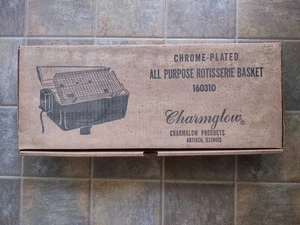 CHROME-PLATED
ALL PURPOSE ROTISSERIE BASKET
160310
Charmglow®
CHARMGLOW PRODUCTS
ANTIOCH, ILLINOIS